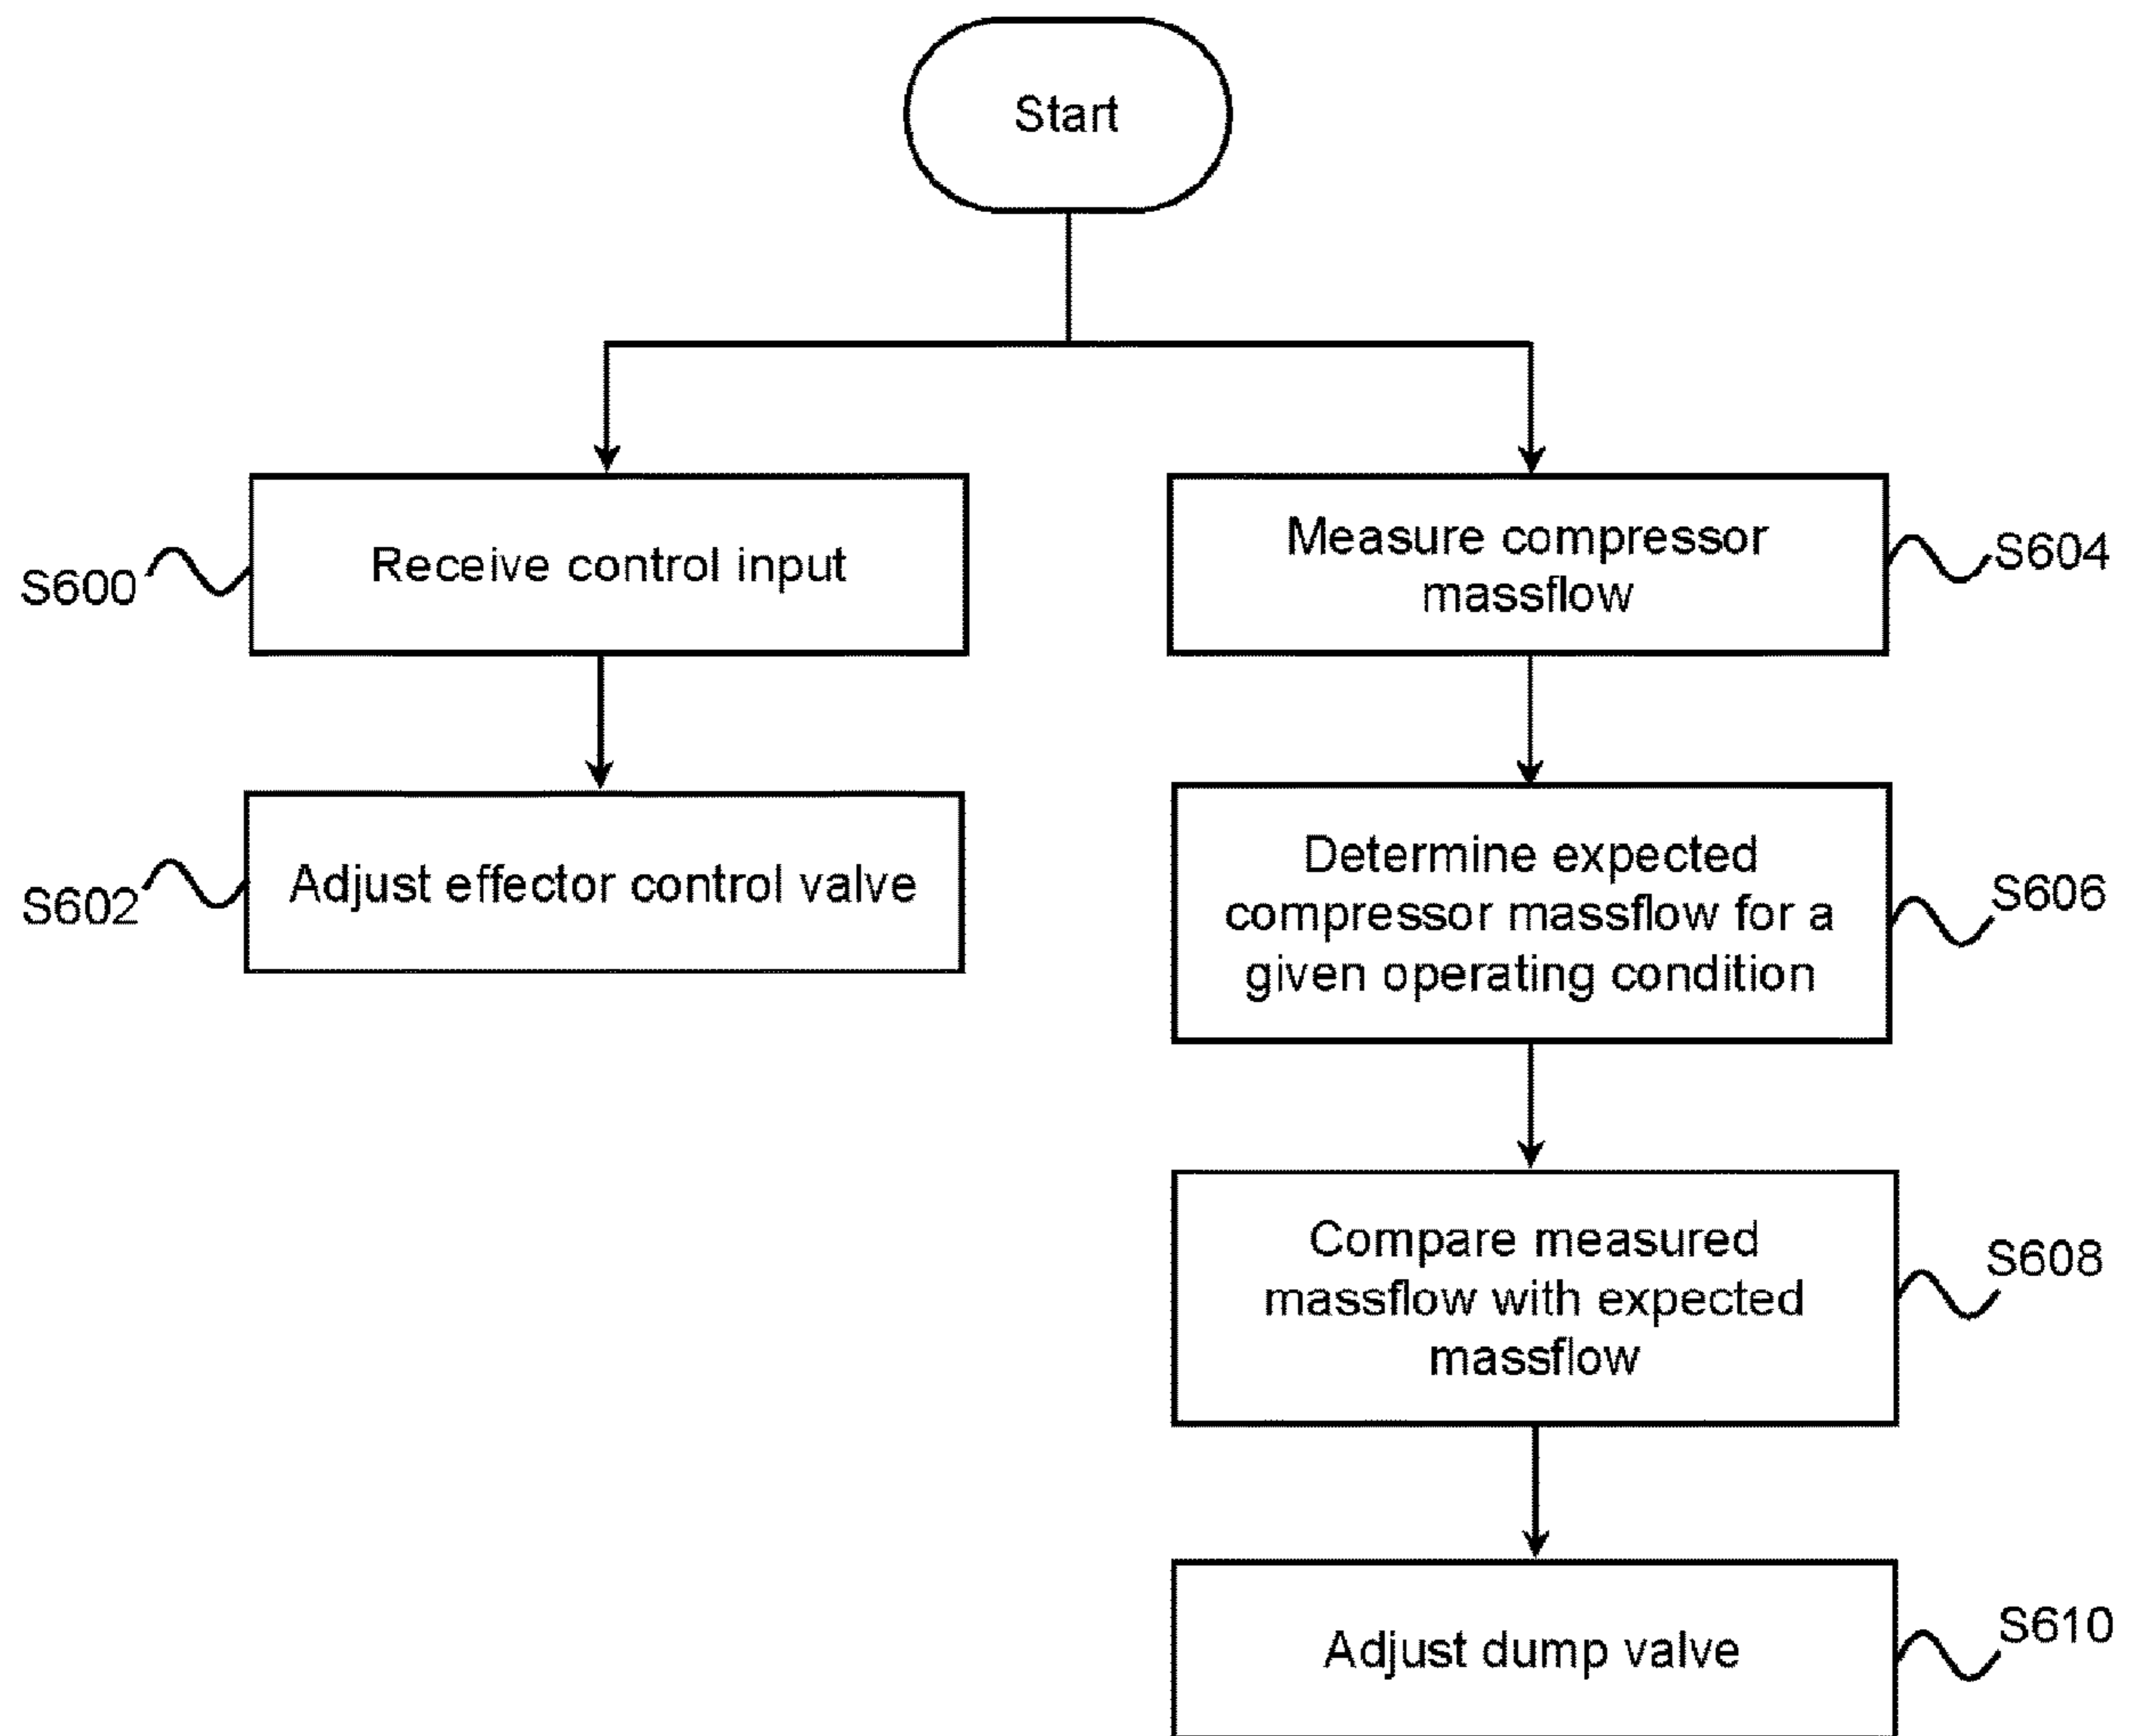 Start
Receive control input
S600
Adjust effector control valve
S602
Measure compressor
massflow
S604
Determine expected
compressor massflow for a
given operating condition
S606
Compare measured
massflow with expected
massflow
S608
Adjust dump valve
S610